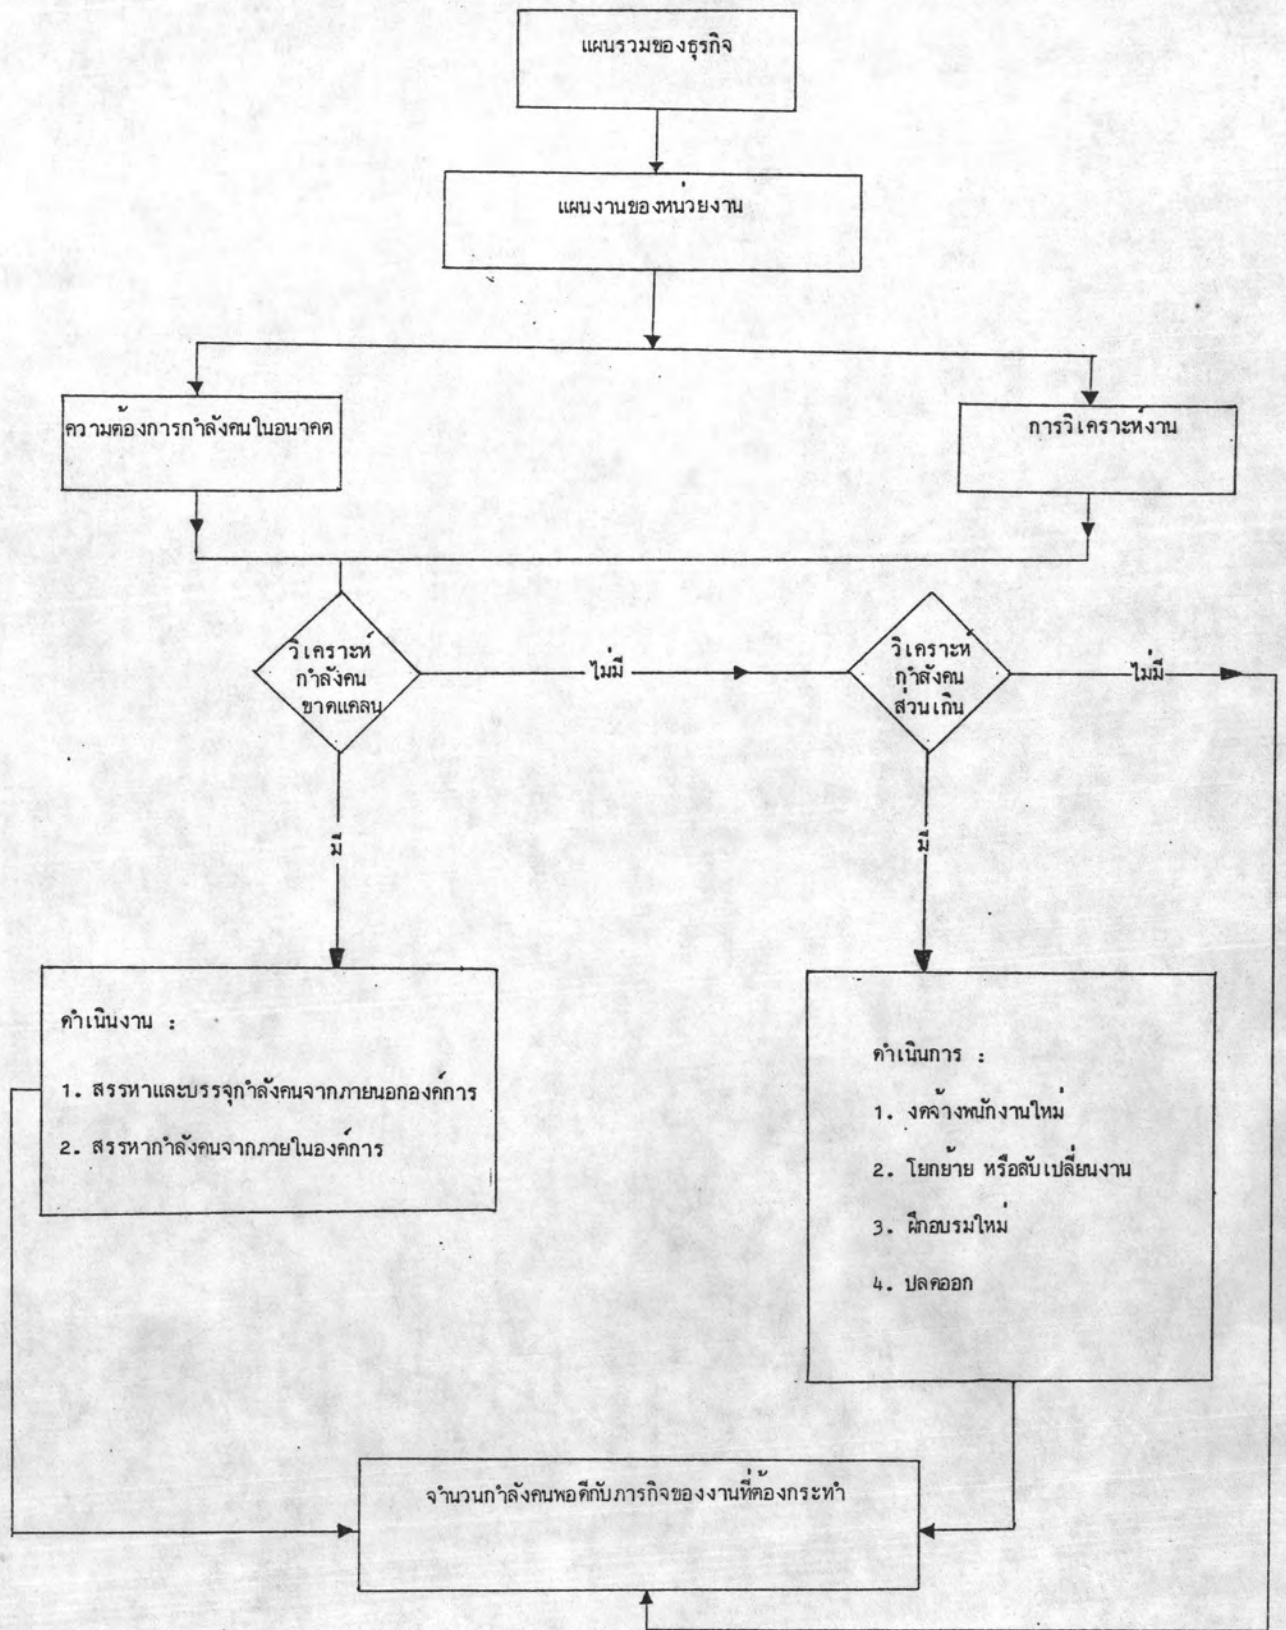 แผนรวมของธุรกิจ
แผนงานของหน่วยงาน
ความต้องการกำลังคนในอนาคต
การวิเคราะห์งาน
วิเคราะห์
กำลังคน
ขาดแคลน
ไม่มี
วิเคราะห์
กำลังคน
ส่วนเกิน
ไม่มี
มี
มี
ดำเนินงาน :
1. สรรหาและบรรจุกำลังคนจากภายนอกองค์การ
2. สรรหากำลังคนจากภายในองค์การ
ดำเนินการ :
1. งดจ้างพนักงานใหม่
2. โยกย้าย หรือสับเปลี่ยนงาน
3. ฝึกอบรมใหม่
4. ปลดออก
จำนวนกำลังคนพอดีกับภารกิจของงานที่ต้องกระทำ